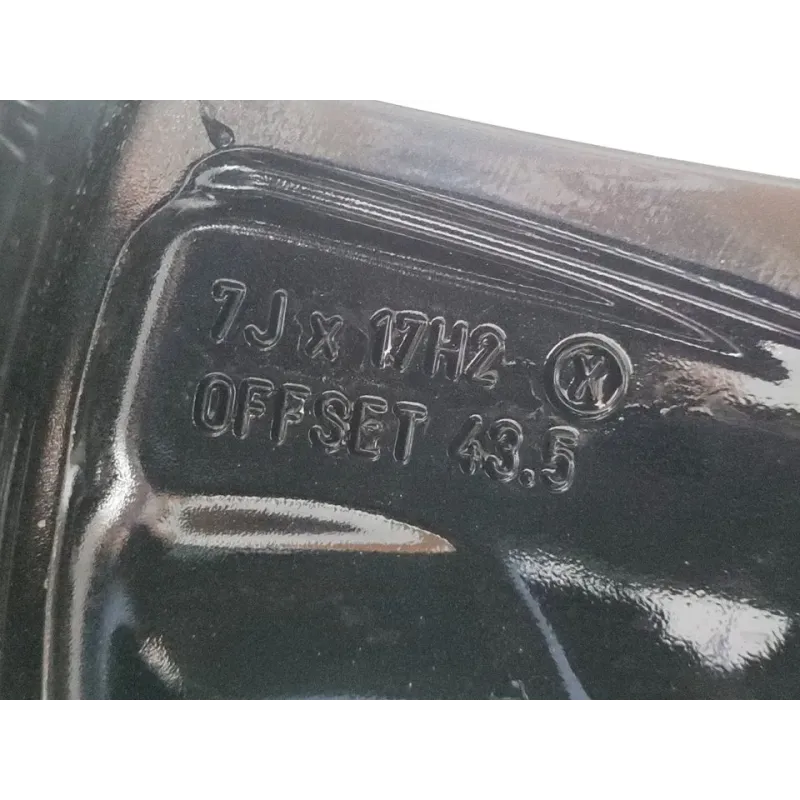 7J x 17H2 X
OFFSET 43.5